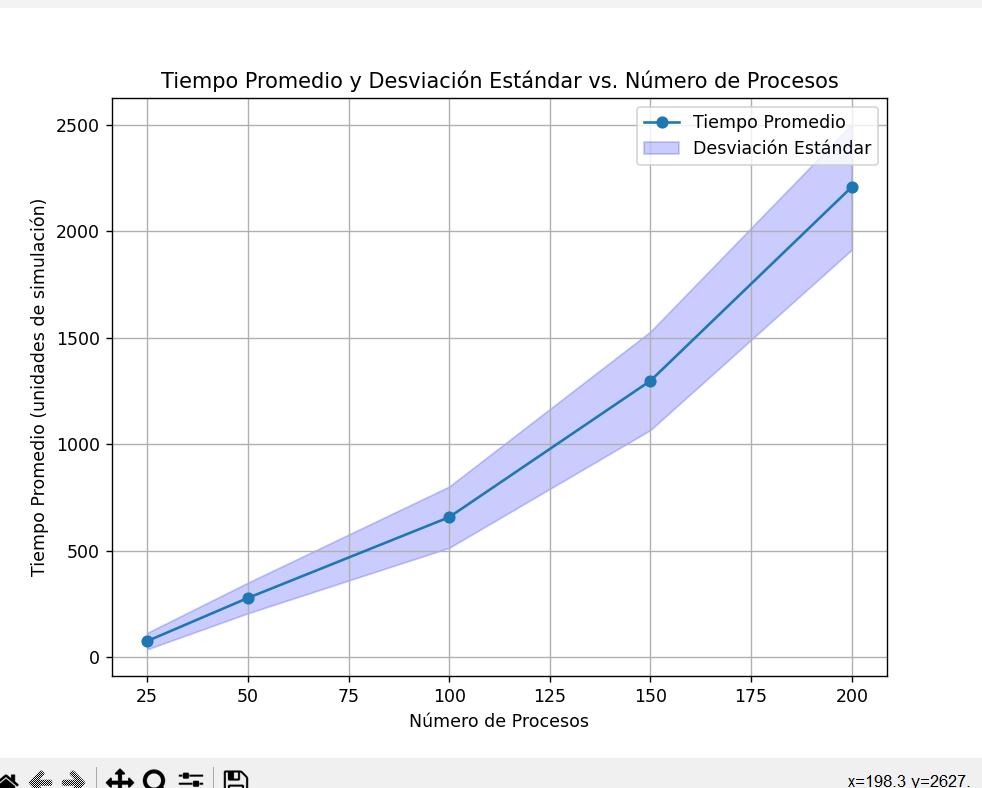 Tiempo Promedio y Desviación Estándar vs. Número de Procesos
Tiempo Promedio
Desviación Estándar
Tiempo Promedio (unidades de simulación)
2500
2000
1500
1000
500
0
25 50 75 100 125 150 175 200
Número de Procesos
x=198.3 y=2627.